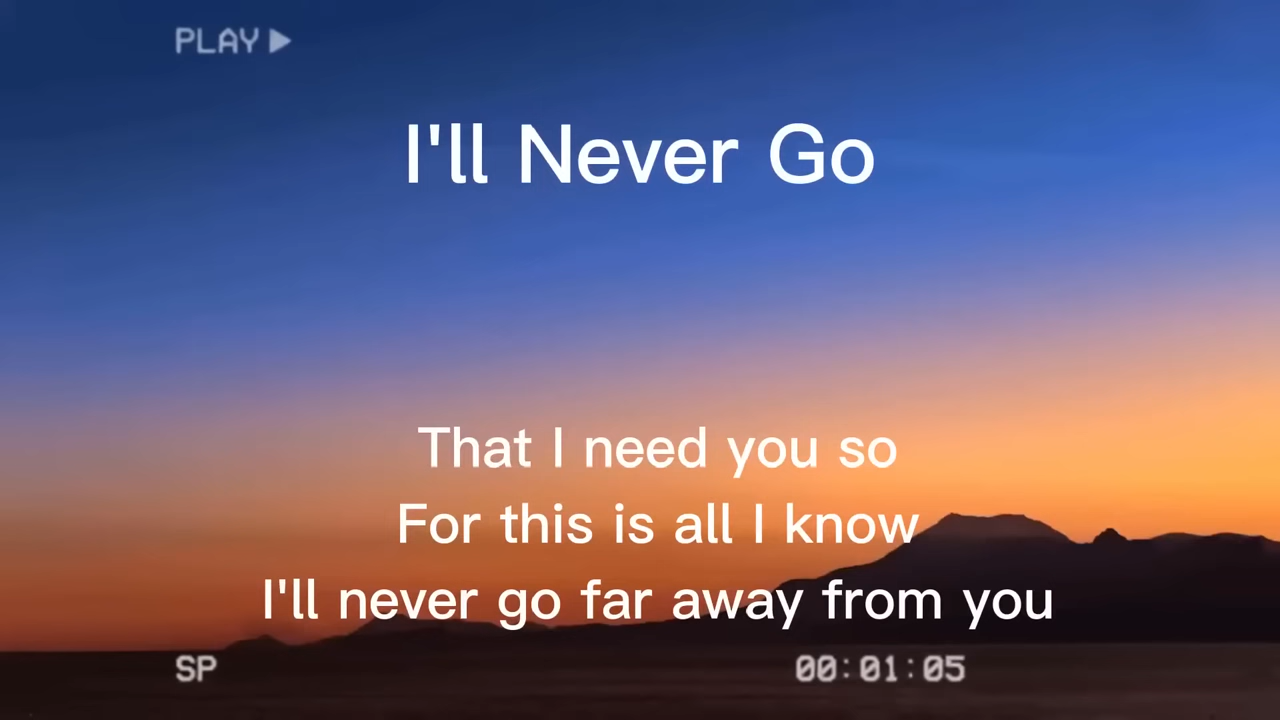 PLAY ▶
I'll Never Go
That I need you so
For this is all I know
I'll never go far away from you
SP
00:01:05